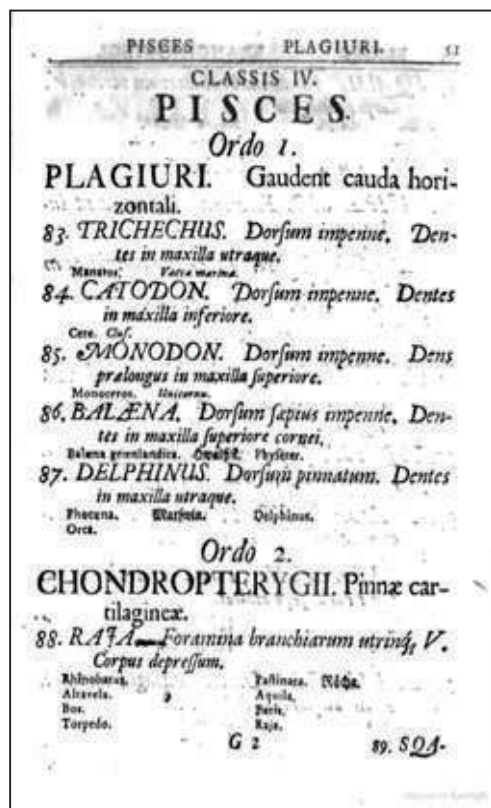 PISCES PLAGIURI. 51
CLASSIS IV.
PISCES.
Ordo 1.
PLAGIURI. Gaudent cauda hori-
zontali.
83. TRICHECHUS. Dorſum impenne. Den-
tes in maxilla utraque.
Manatus. Vacca marina.
84. CATODON. Dorſum impenne. Dentes
in maxilla inferiore.
Cete.
85. MONODON. Dorſum impenne. Dens
prælongus in maxilla ſuperiore.
Monoceros. Unicornu.
86. BALÆNA. Dorſum ſæpius impenne. Den-
tes in maxilla ſuperiore cornei.
Balæna grœnlandica. Phyſeter.
87. DELPHINUS. Dorſum pinnatum. Dentes
in maxilla utraque.
Phocæna. Delphinus.
Orca.
Ordo 2.
CHONDROPTERYGII. Pinnæ car-
tilagineæ.
88. RAJA Foramina branchiarum utrinq; V.
Corpus depreſſum.
Rhinobatus. Paſtinaca.
Altavela. Aquila.
Bos.
Torpedo. Raja.
G 2 89. SQA-